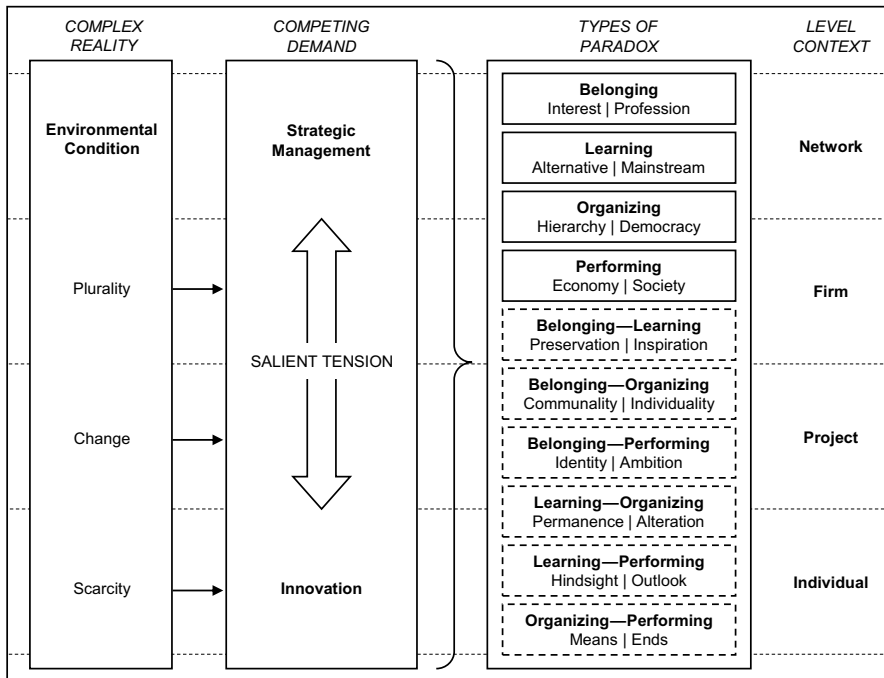 COMPLEX
REALITY
COMPETING
DEMAND
TYPES OF
PARADOX
LEVEL
CONTEXT
Environmental
Condition
Plurality
Change
Scarcity
Strategic
Management
SALIENT TENSION
Innovation
Belonging
Interest | Profession
Learning
Alternative | Mainstream
Organizing
Hierarchy | Democracy
Performing
Economy | Society
Belonging—Learning
Preservation | Inspiration
Belonging—Organizing
Communality | Individuality
Belonging—Performing
Identity | Ambition
Learning—Organizing
Permanence | Alteration
Learning—Performing
Hindsight | Outlook
Organizing—Performing
Means | Ends
Network
Firm
Project
Individual